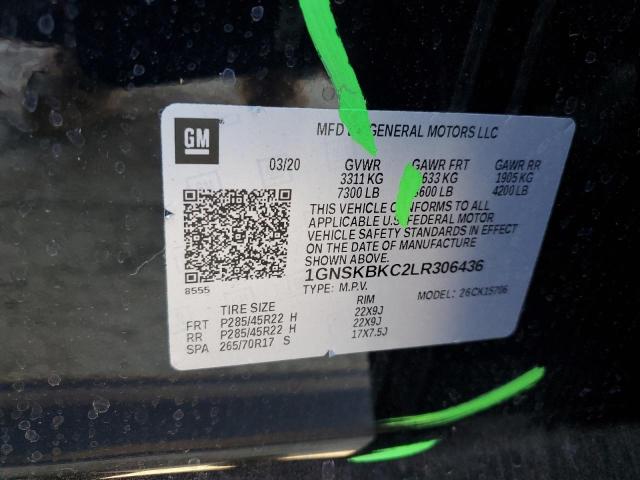 GM
MFD GENERAL MOTORS LLC
03/20 GVWR GAWR FRT GAWR RR
3311 KG 633 KG 1905 KG
7300 LB 600 LB 4200 LB
THIS VEHICLE CONFORMS TO ALL
APPLICABLE U.S. FEDERAL MOTOR
VEHICLE SAFETY STANDARDS IN EFFECT
ON THE DATE OF MANUFACTURE
SHOWN ABOVE.
1GNSKBKC2LR306436
8555
TYPE: M.P.V. MODEL: 26CK15706
TIRE SIZE RIM
FRT P285/45R22 H 22X9J
RR P285/45R22 H 22X9J
SPA 265/70R17 S 17X7.5J